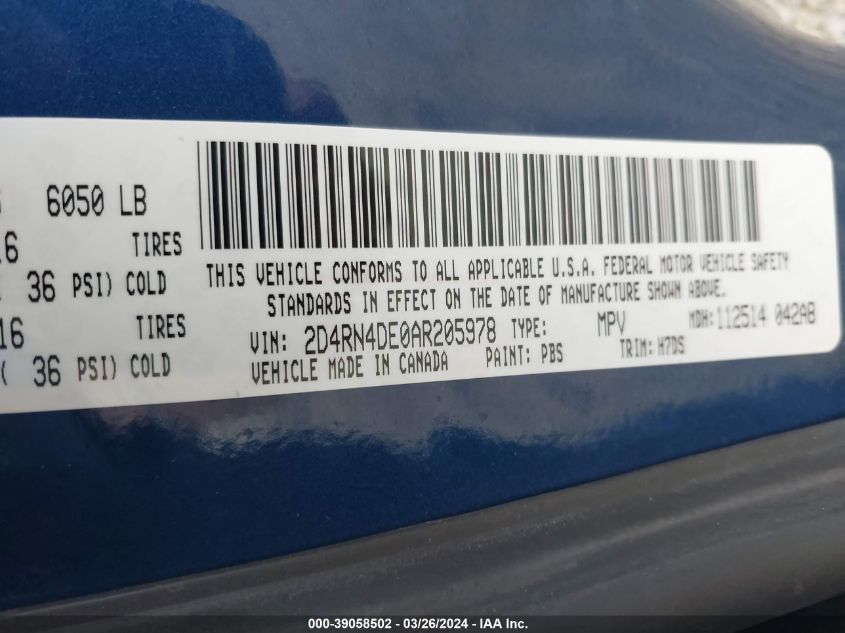 6050 LB
16 TIRES
36 PSI) COLD
16 TIRES
( 36 PSI) COLD
THIS VEHICLE CONFORMS TO ALL APPLICABLE U.S.A. FEDERAL MOTOR VEHICLE SAFETY
STANDARDS IN EFFECT ON THE DATE OF MANUFACTURE SHOWN ABOVE.
VIN: 2D4RN4DE0AR205978 TYPE: MPV MDH:112514 042AB
VEHICLE MADE IN CANADA PAINT: PBS TRIM: H7DS
000-39058502 - 03/26/2024 - IAA Inc.